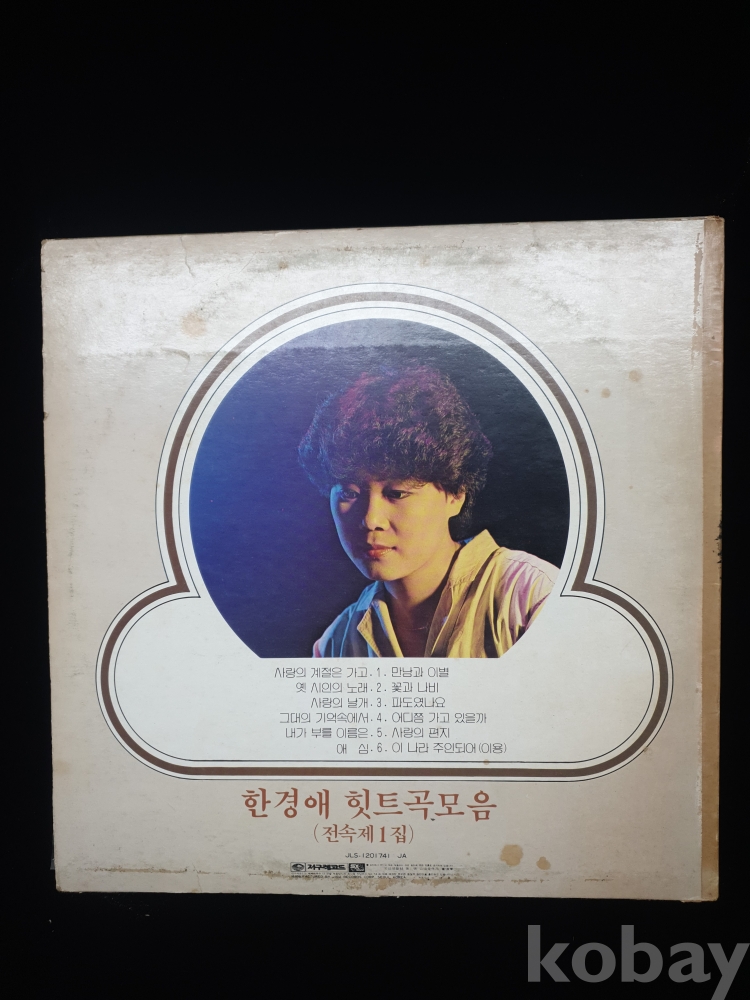 사랑의 계절은 가고.1. 만남과 이별
옛 시인의 노래.2. 꽃과 나비
사랑의 날개.3. 파도였나요
그대의 기억속에서.4. 어디쯤 가고 있을까
내가 부를 이름은.5. 사랑의 편지
애 심.6. 이 나라 주인되어(이용)
한경애 힛트곡.모음
(전속제1집)
JLS-1201741 JA
지구레코드
kobay